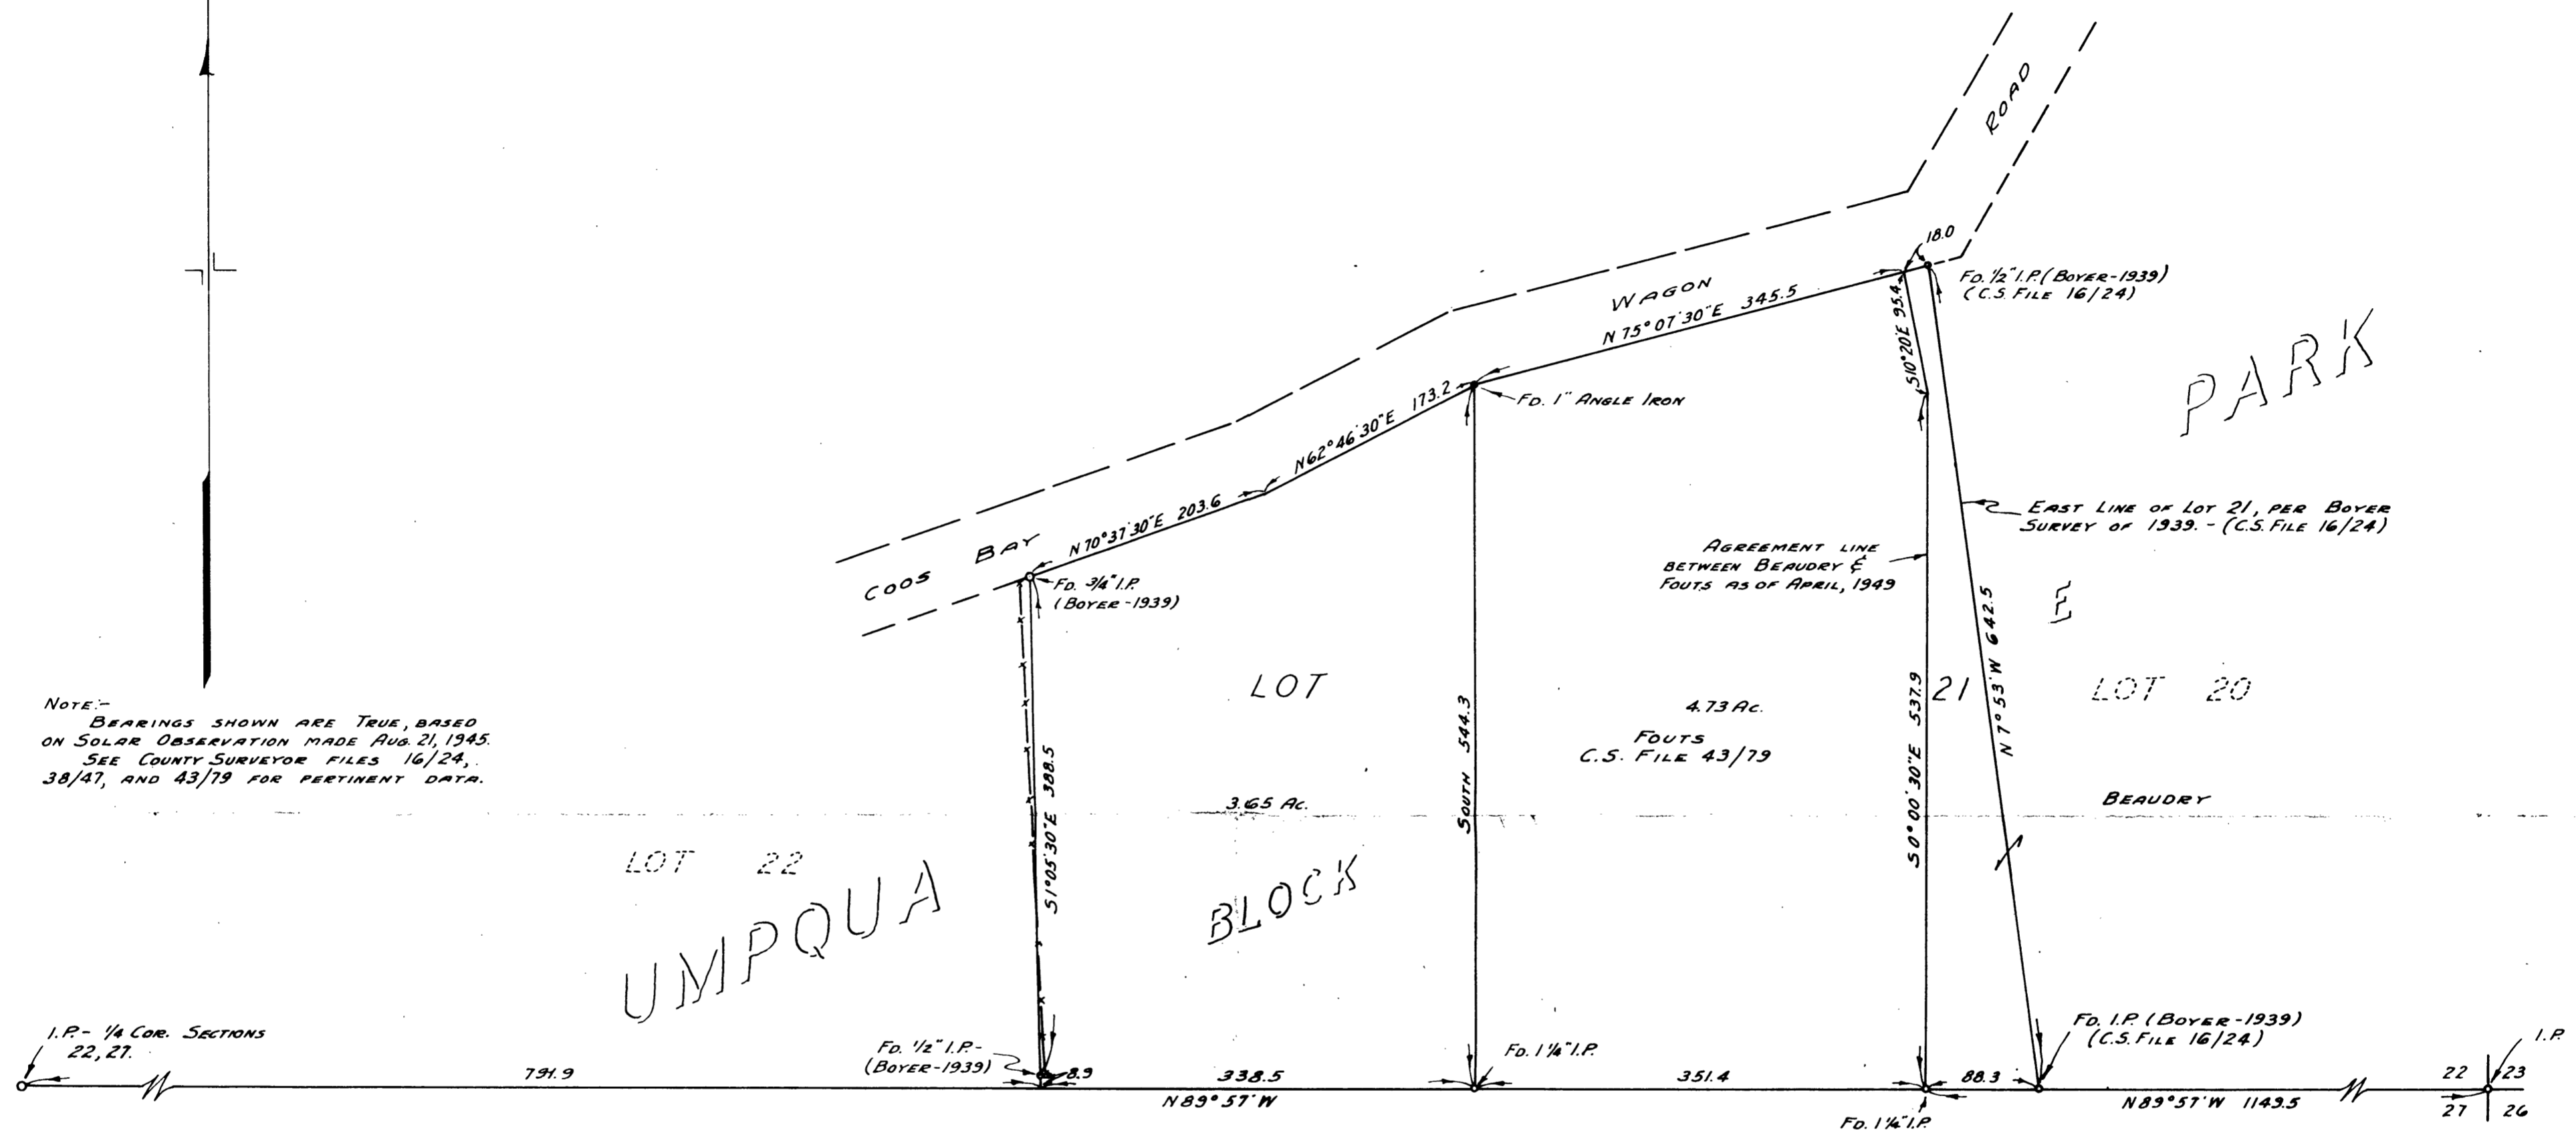 ROAD
18.0
WAGON
N 75° 07' 30" E 345.5
S10°20'E 95.4
FD. 1/2" I.P. (BOYER-1939)
(C.S. FILE 16/24)
PARK
N62°46'30"E 173.2
FD. 1" ANGLE IRON
N 70°37'30"E 203.6
EAST LINE OF LOT 21, PER BOYER
SURVEY OF 1939. - (C.S. FILE 16/24)
COOS BAY
FD. 3/4" I.P.
(BOYER-1939)
AGREEMENT LINE
BETWEEN BEAUDRY &
FOUTS AS OF APRIL, 1949
E
N 7° 53' W 642.5
LOT
21
LOT 20
SOUTH 544.3
4.73 AC.
FOUTS
C.S. FILE 43/79
S 0° 00' 30" E 537.9
NOTE:-
BEARINGS SHOWN ARE TRUE, BASED
ON SOLAR OBSERVATION MADE AUG. 21, 1945.
SEE COUNTY SURVEYOR FILES 16/24,
38/47, AND 43/79 FOR PERTINENT DATA.
S1°05'30"E 388.5
3.65 AC.
BEAUDRY
LOT 22
UMPQUA
BLOCK
I.P. - 1/4 COR. SECTIONS
22, 27.
FD. 1/2" I.P. -
(BOYER-1939)
FD. 1 1/4" I.P.
FD. I.P. (BOYER-1939)
(C.S. FILE 16/24)
I.P.
791.9
8.9
338.5
351.4
88.3
22 23
N89°57'W
N89°57'W 1149.5
27 26
FD. 1 1/4" I.P.